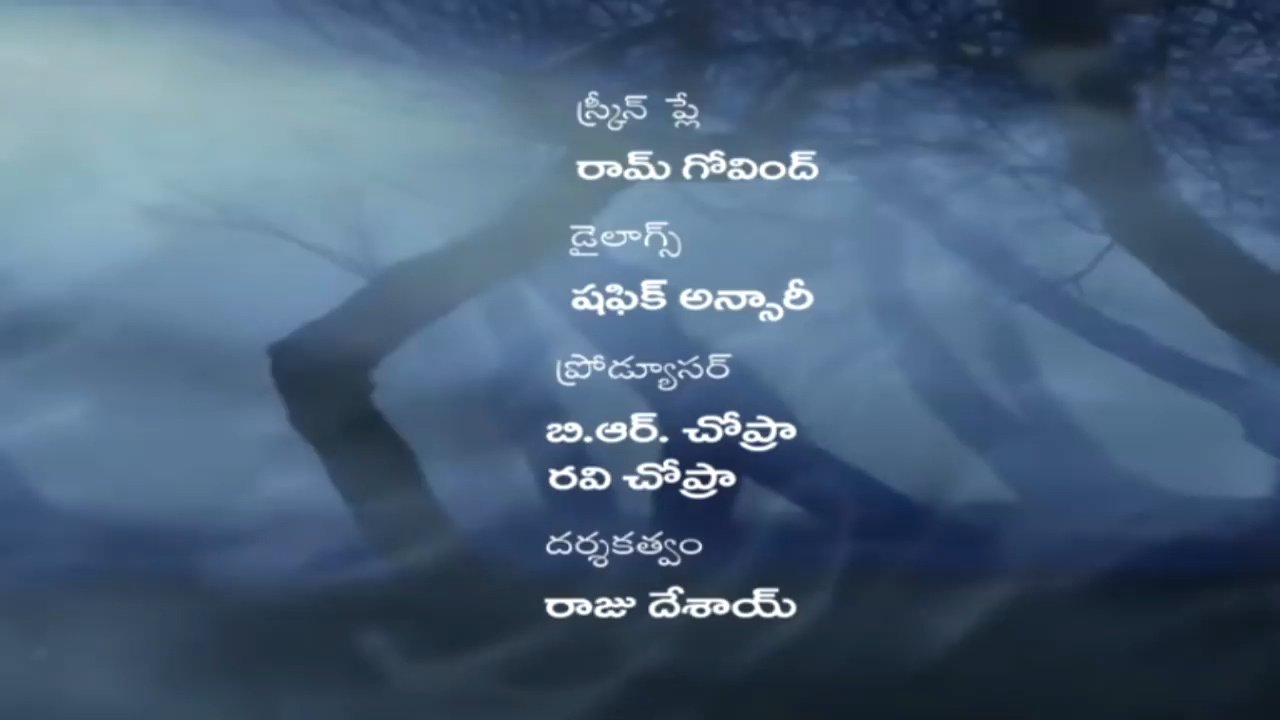 స్క్రీన్ ప్లే
రామ్ గోవింద్
డైలాగ్స్
షఫిక్ అన్సారీ
ప్రోడ్యూసర్
బి.ఆర్. చోప్రా
రవి చోప్రా
దర్శకత్వం
రాజు దేశాయ్